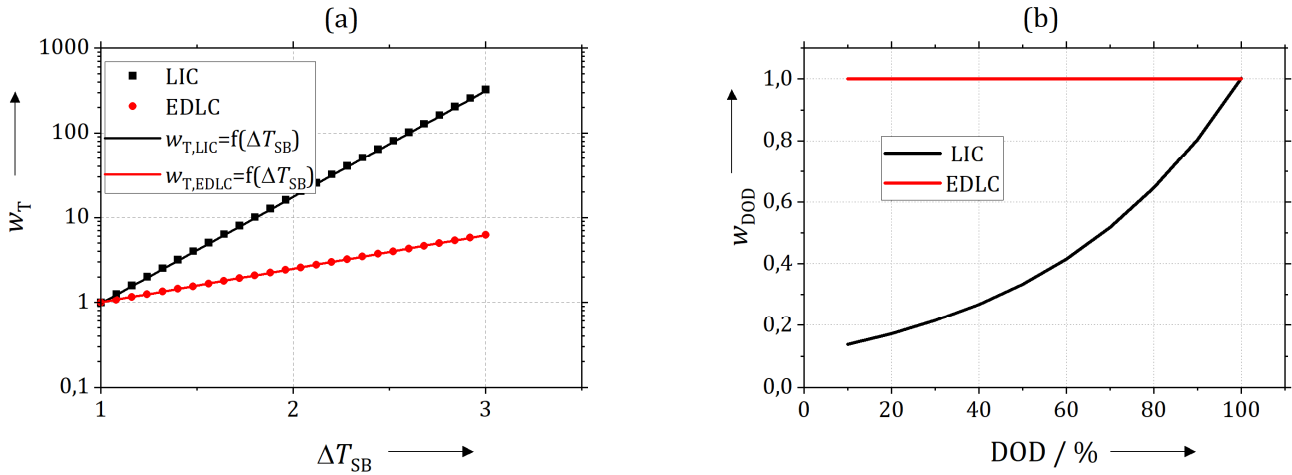 (a)
1000
100
10
1
0,1
w_T
LIC
EDLC
w_T,LIC=f(ΔT_SB)
w_T,EDLC=f(ΔT_SB)
1
2
3
ΔT_SB
(b)
1,0
0,8
0,6
0,4
0,2
0,0
w_DOD
LIC
EDLC
0
20
40
60
80
100
DOD / %